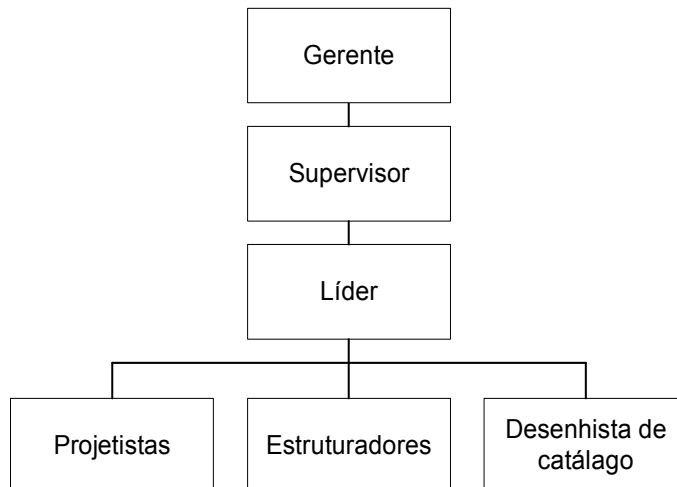 Gerente
Supervisor
Líder
Projetistas
Estruturadores
Desenhista de
catálago